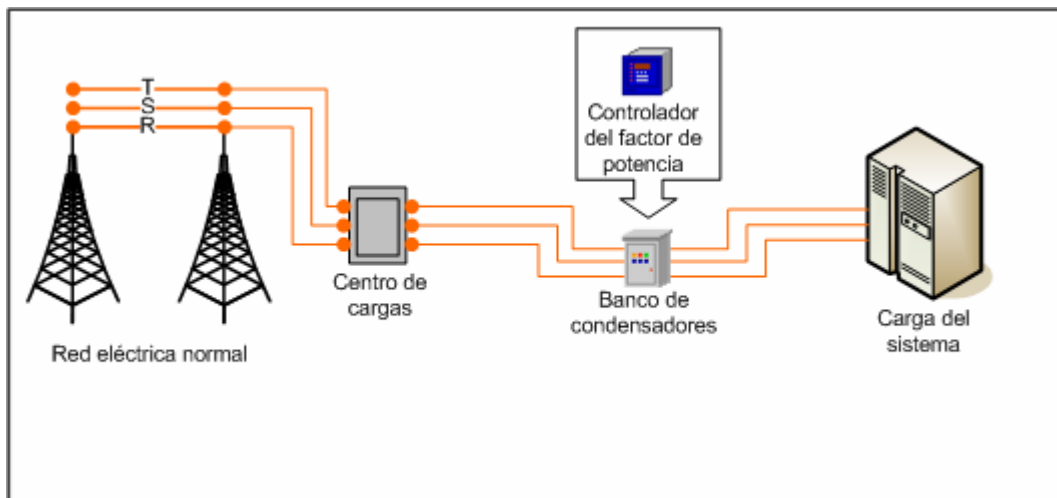 T
S
R
Red eléctrica normal
Centro de
cargas
Controlador
del factor de
potencia
Banco de
condensadores
Carga del
sistema